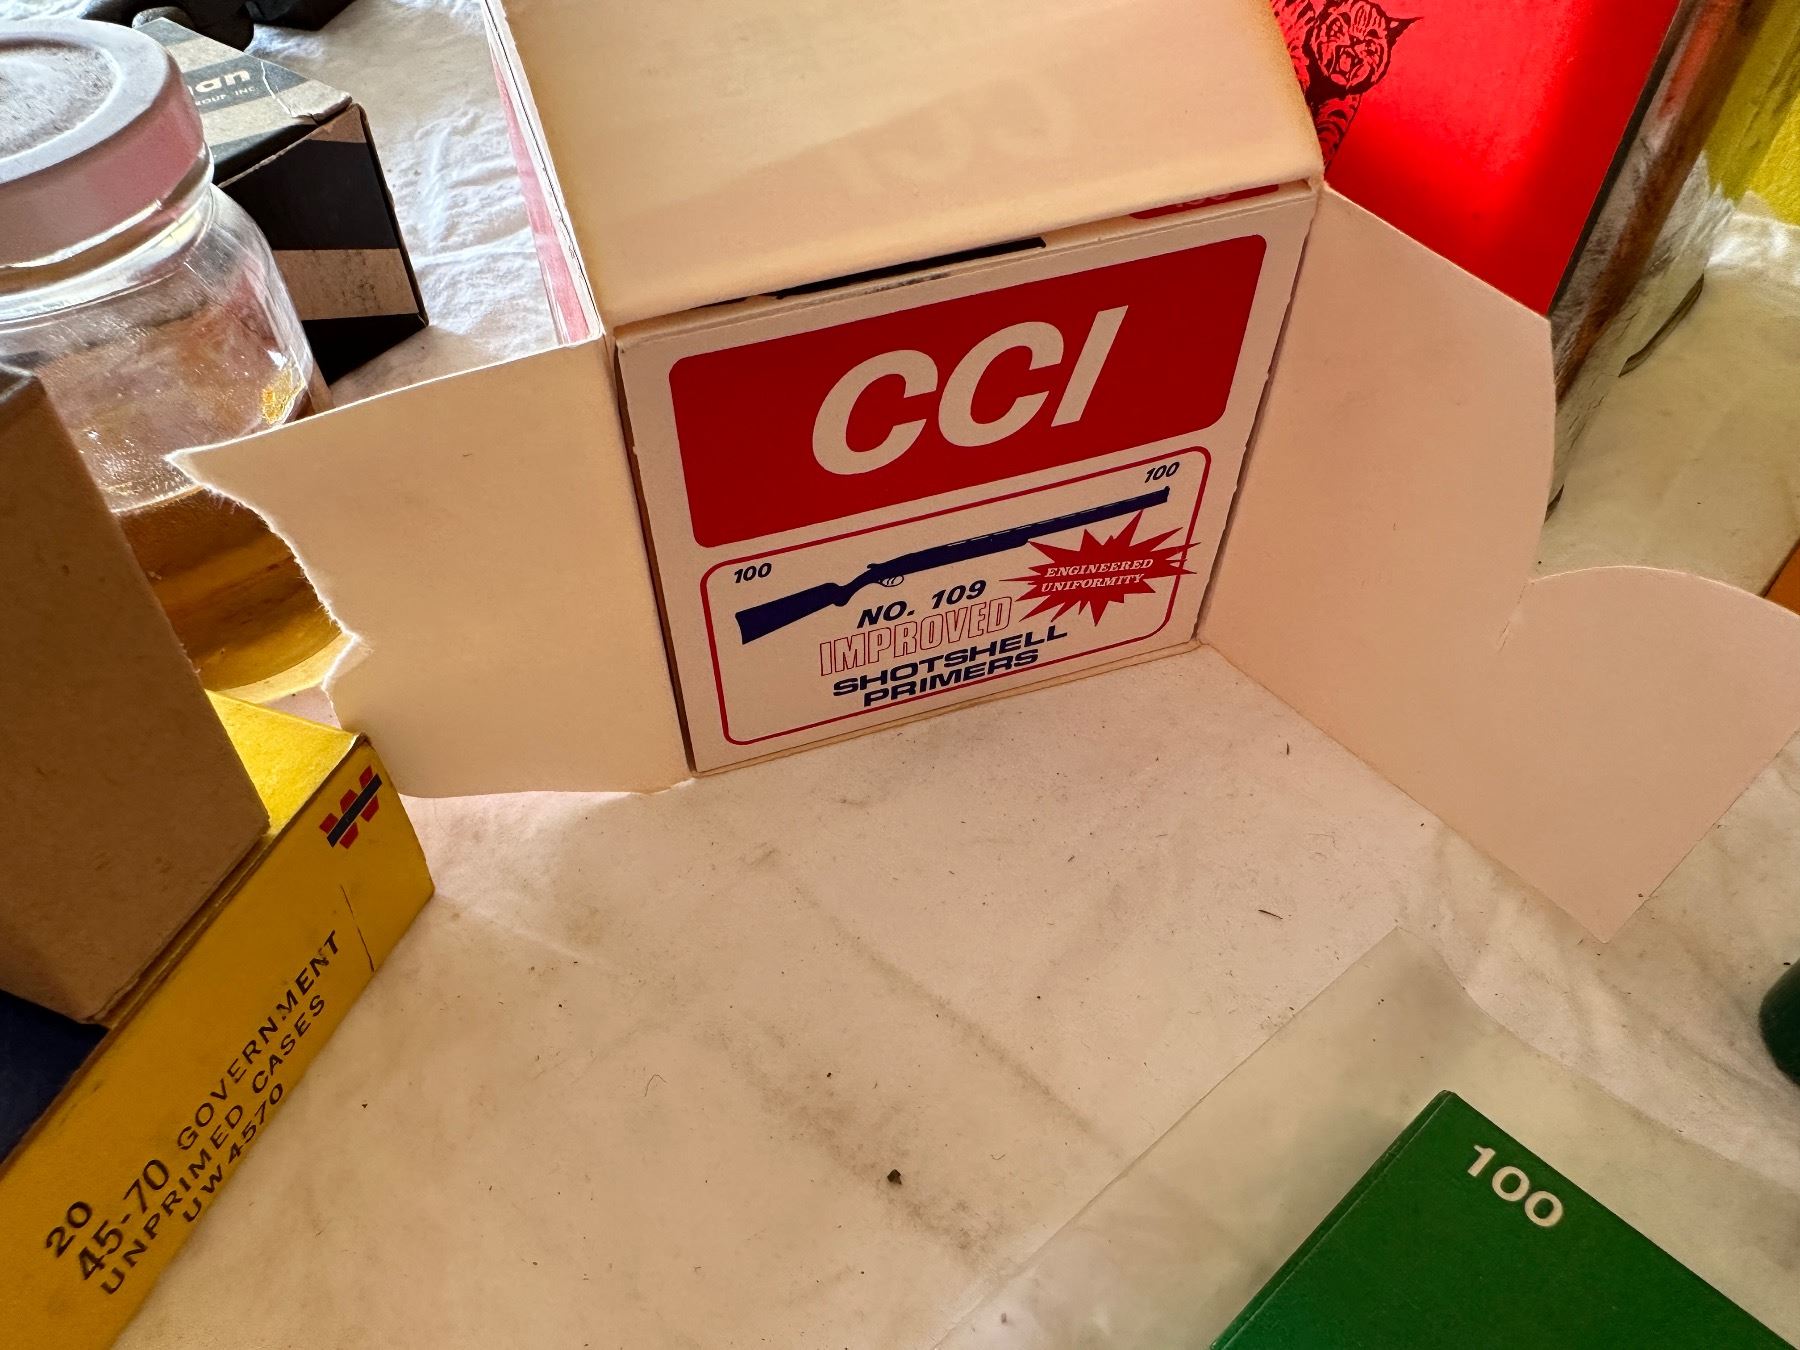 CCI
100
100
NO. 109
IMPROVED
SHOTSHELL
PRIMERS
ENGINEERED
UNIFORMITY
W
20
45-70 GOVERNMENT
UNPRIMED CASES
UW4570
100